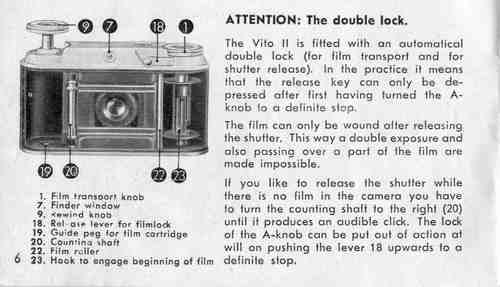 9 7 18 1
19 20 22 23
1. Film transport knob
7. Finder window
9. Rewind knob
18. Release lever for filmlock
19. Guide peg for film cartridge
20. Counting shaft
22. Film roller
23. Hook to engage beginning of film
6
ATTENTION: The double lock.
The Vito II is fitted with an automatical
double lock (for film transport and for
shutter release). In the practice it means
that the release key can only be de-
pressed after first having turned the A-
knob to a definite stop.
The film can only be wound after releasing
the shutter. This way a double exposure and
also passing over a part of the film are
made impossible.
If you like to release the shutter while
there is no film in the camera you have
to turn the counting shaft to the right (20)
until it produces an audible click. The lock
of the A-knob can be put out of action at
will on pushing the lever 18 upwards to a
definite stop.